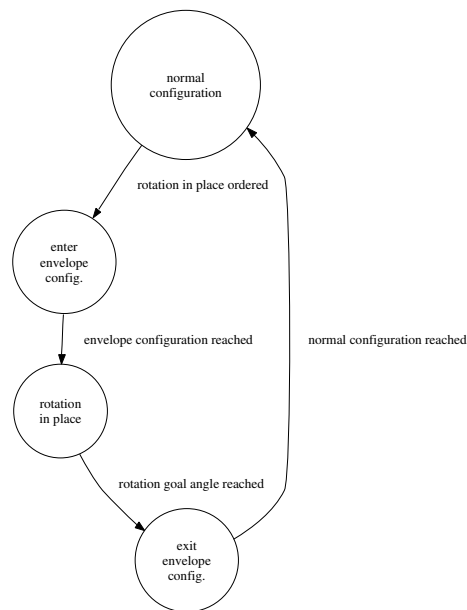 normal
configuration
rotation in place ordered
enter
envelope
config.
envelope configuration reached
normal configuration reached
rotation
in place
rotation goal angle reached
exit
envelope
config.